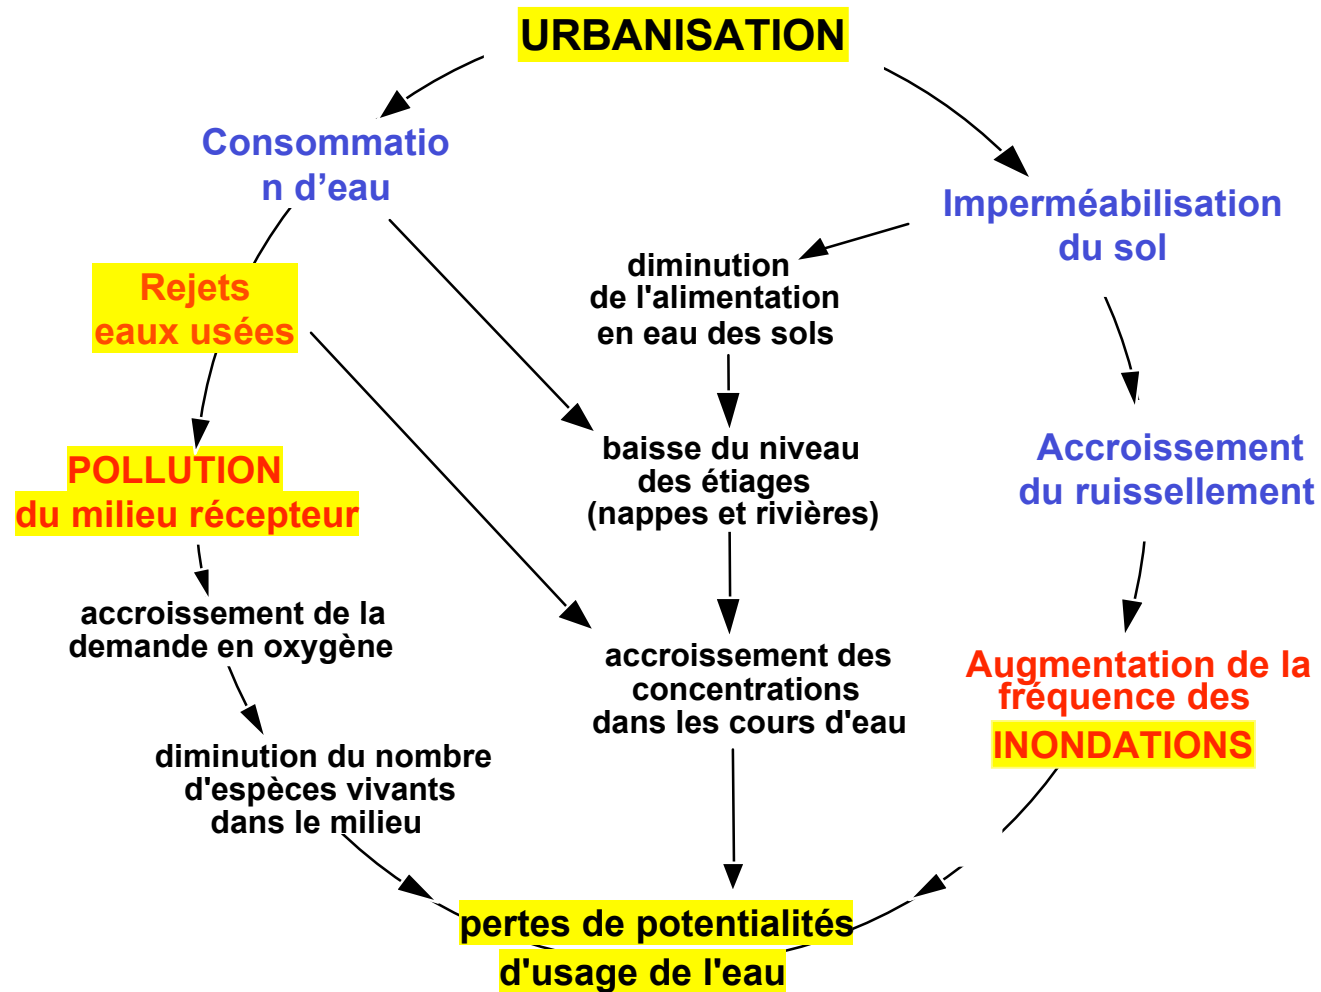 URBANISATION
Consommatio
n d’eau
Imperméabilisation
du sol
Rejets
eaux usées
diminution
de l'alimentation
en eau des sols
POLLUTION
du milieu récepteur
baisse du niveau
des étiages
(nappes et rivières)
Accroissement
du ruissellement
accroissement de la
demande en oxygène
accroissement des
concentrations
dans les cours d'eau
Augmentation de la
fréquence des
INONDATIONS
diminution du nombre
d'espèces vivants
dans le milieu
pertes de potentialités
d'usage de l'eau